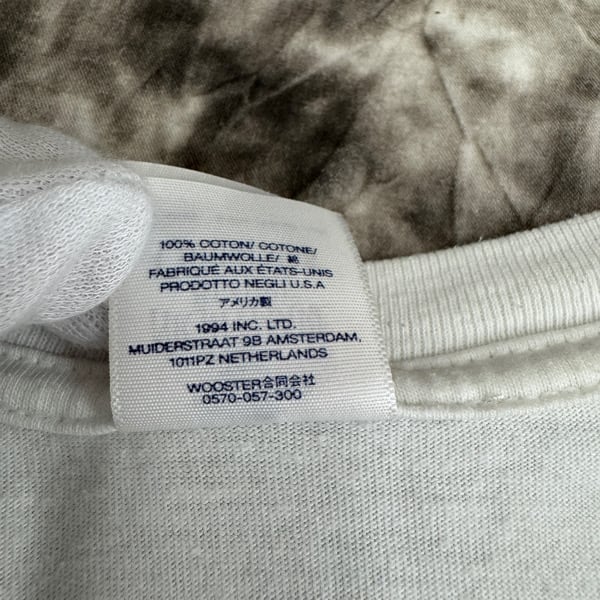 100% COTON/ COTONE/
BAUMWOLLE/ 綿
FABRIQUÉ AUX ÉTATS-UNIS
PRODOTTO NEGLI U.S.A
アメリカ製
1994 INC. LTD.
MUIDERSTRAAT 9B AMSTERDAM,
1011PZ NETHERLANDS
WOOSTER合同会社
0570-057-300